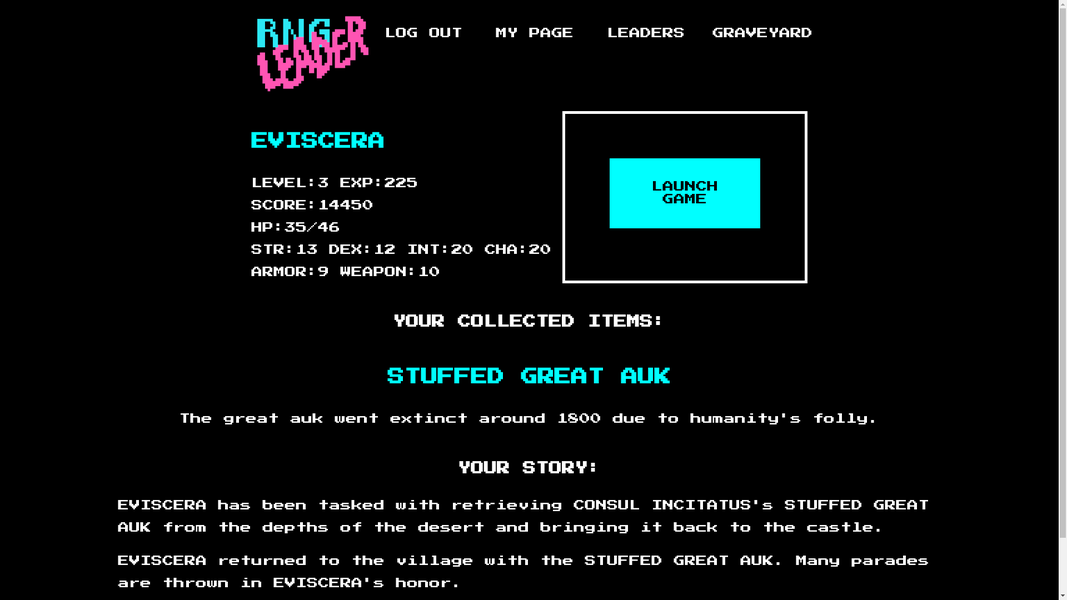 RNG
LEADER
LOG OUT MY PAGE LEADERS GRAVEYARD
EVISCERA
LEVEL:3 EXP:225
SCORE:14450
HP:35/46
STR:13 DEX:12 INT:20 CHA:20
ARMOR:9 WEAPON:10
LAUNCH
GAME
YOUR COLLECTED ITEMS:
STUFFED GREAT AUK
The great auk went extinct around 1800 due to humanity's folly.
YOUR STORY:
EVISCERA has been tasked with retrieving CONSUL INCITATUS's STUFFED GREAT
AUK from the depths of the desert and bringing it back to the castle.
EVISCERA returned to the village with the STUFFED GREAT AUK. Many parades
are thrown in EVISCERA's honor.